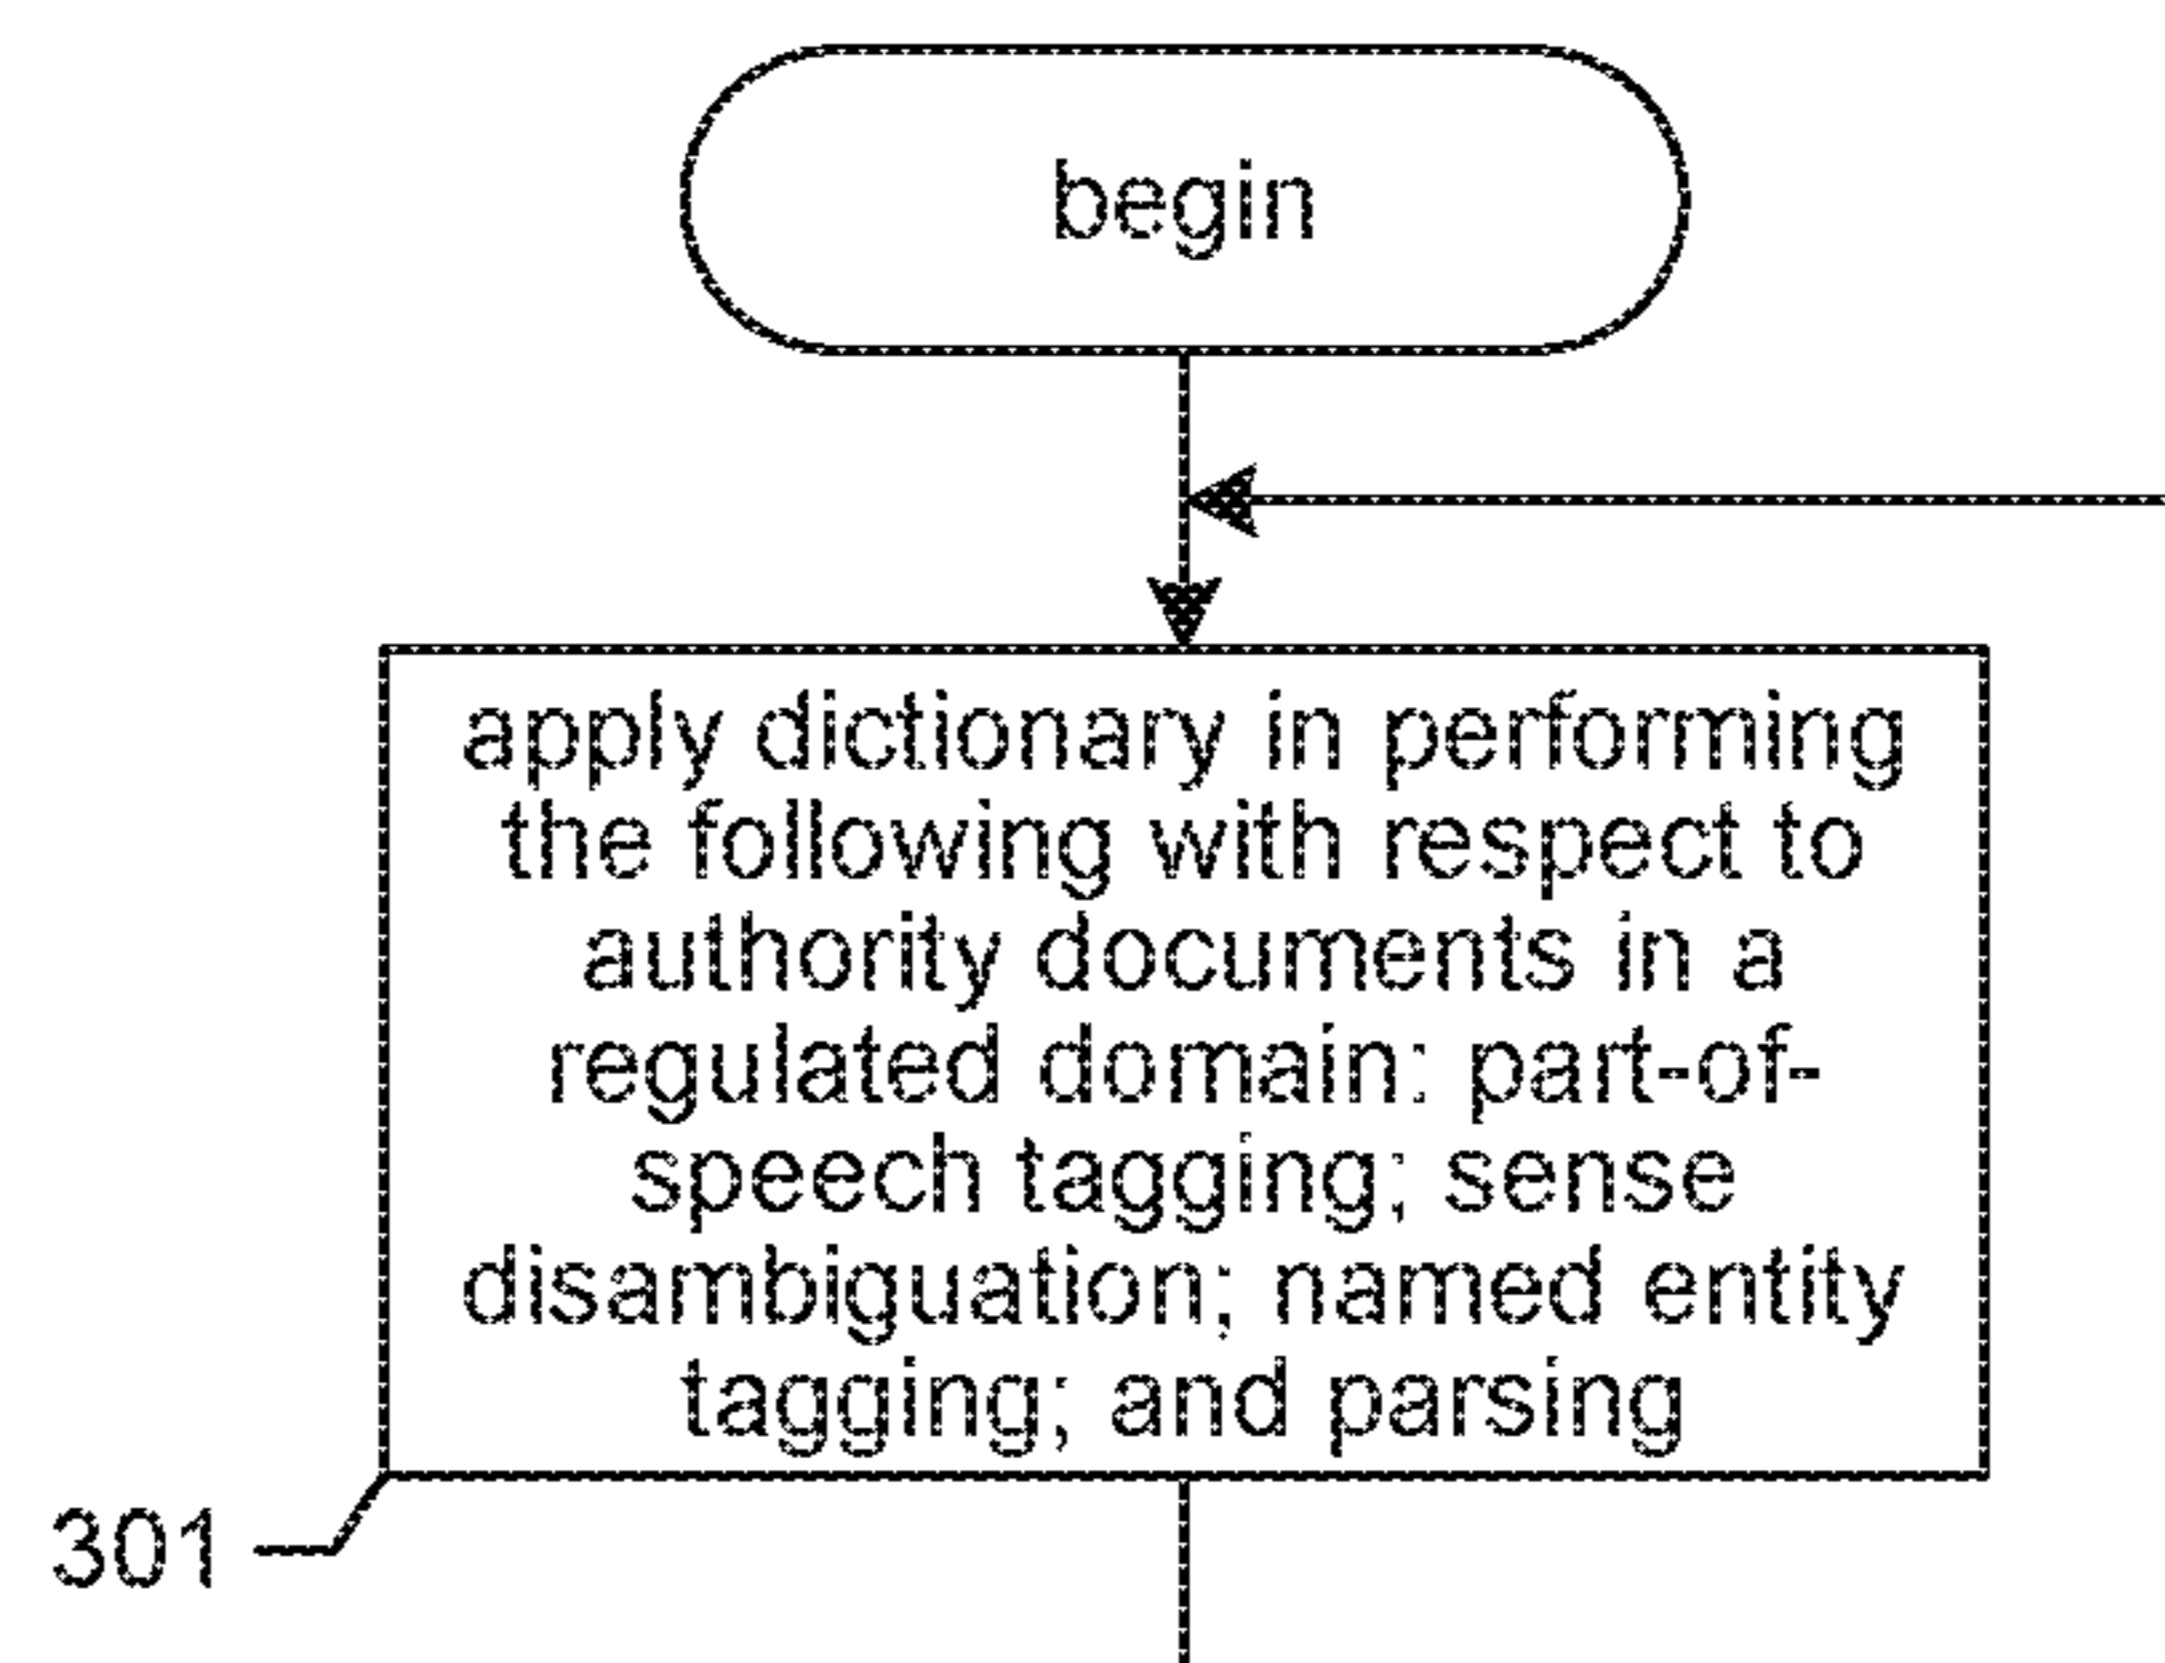 begin
apply dictionary in performing
the following with respect to
authority documents in a
regulated domain: part-of-
speech tagging; sense
disambiguation; named entity
tagging; and parsing
301